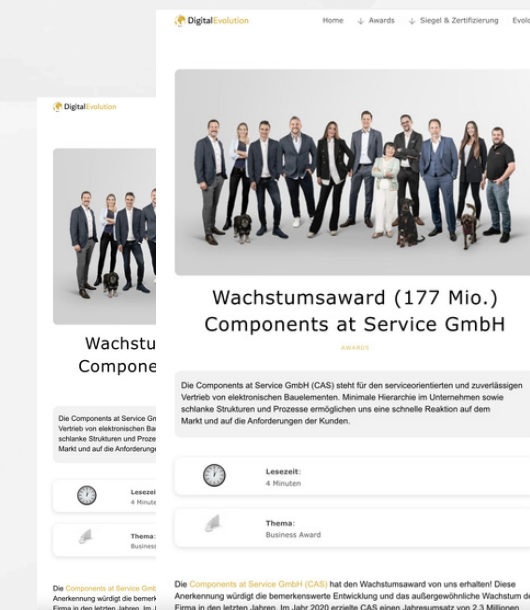 DigitalEvolution
Home ↓ Awards ↓ Siegel & Zertifizierung
Wachstumsaward (177 Mio.)
Components at Service GmbH
AWARDS
Die Components at Service GmbH (CAS) steht für den serviceorientierten und zuverlässigen
Vertrieb von elektronischen Bauelementen. Minimale Hierarchie im Unternehmen sowie
schlanke Strukturen und Prozesse ermöglichen uns eine schnelle Reaktion auf dem
Markt und auf die Anforderungen der Kunden.
Lesezeit:
4 Minuten
Thema:
Business Award
Die Components at Service GmbH (CAS) hat den Wachstumsaward von uns erhalten! Diese
Anerkennung würdigt die bemerkenswerte Entwicklung und das außergewöhnliche Wachstum
Firma in den letzten Jahren. Im Jahr 2020 erzielte CAS einen Jahresumsatz von 2,3 Millionen
DigitalEvolution
Wachstu
Compone
Die Components at Service Gm
Vertrieb von elektronischen Ba
schlanke Strukturen und Proze
Markt und auf die Anforderung
Lesezei
4 Minute
Thema:
Business
Die Components at Service Gmb
Anerkennung würdigt die bemerk
Firma in den letzten Jahren. Im J